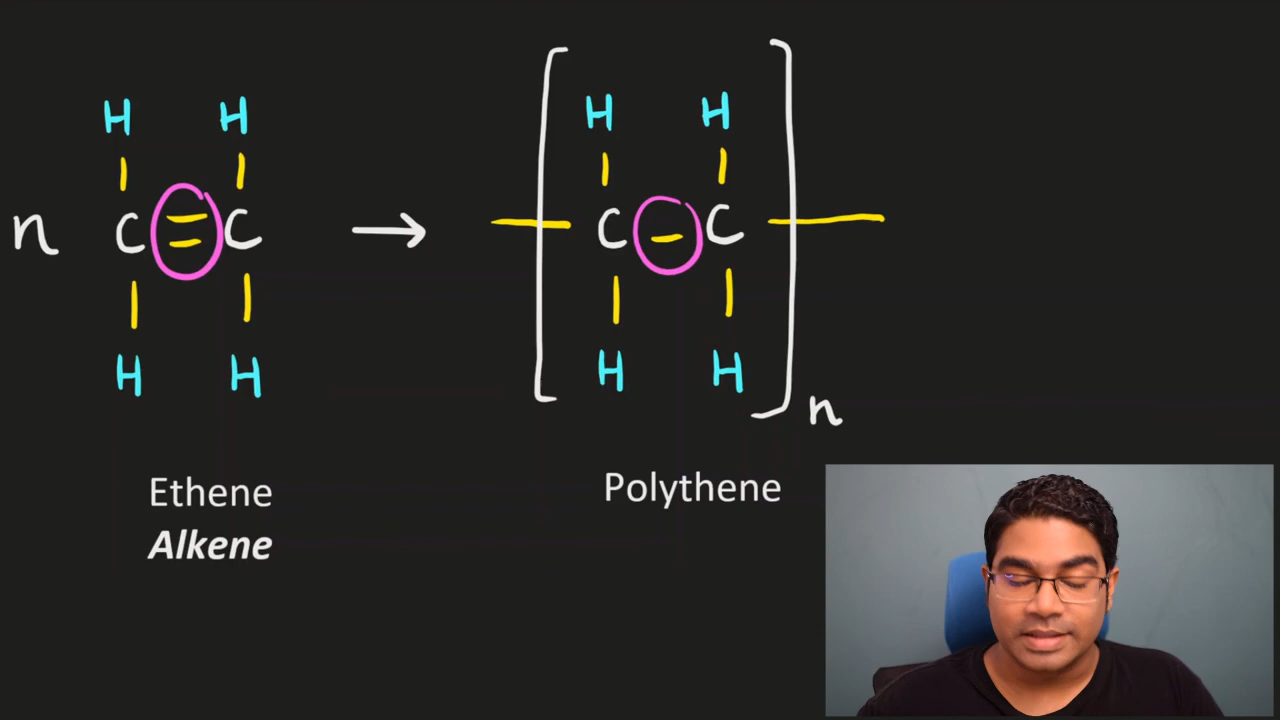 H H H H
n C = C → C - C
H H H H
n
Ethene Polythene
Alkene